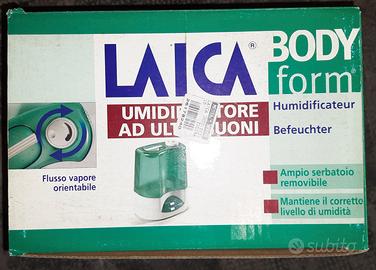 LAICA®
BODY
form
UMIDIFICATORE
AD ULTRASUONI
Humidificateur
Befeuchter
Flusso vapore
orientabile
Ampio serbatoio
removibile
Mantiene il corretto
livello di umidità
subito